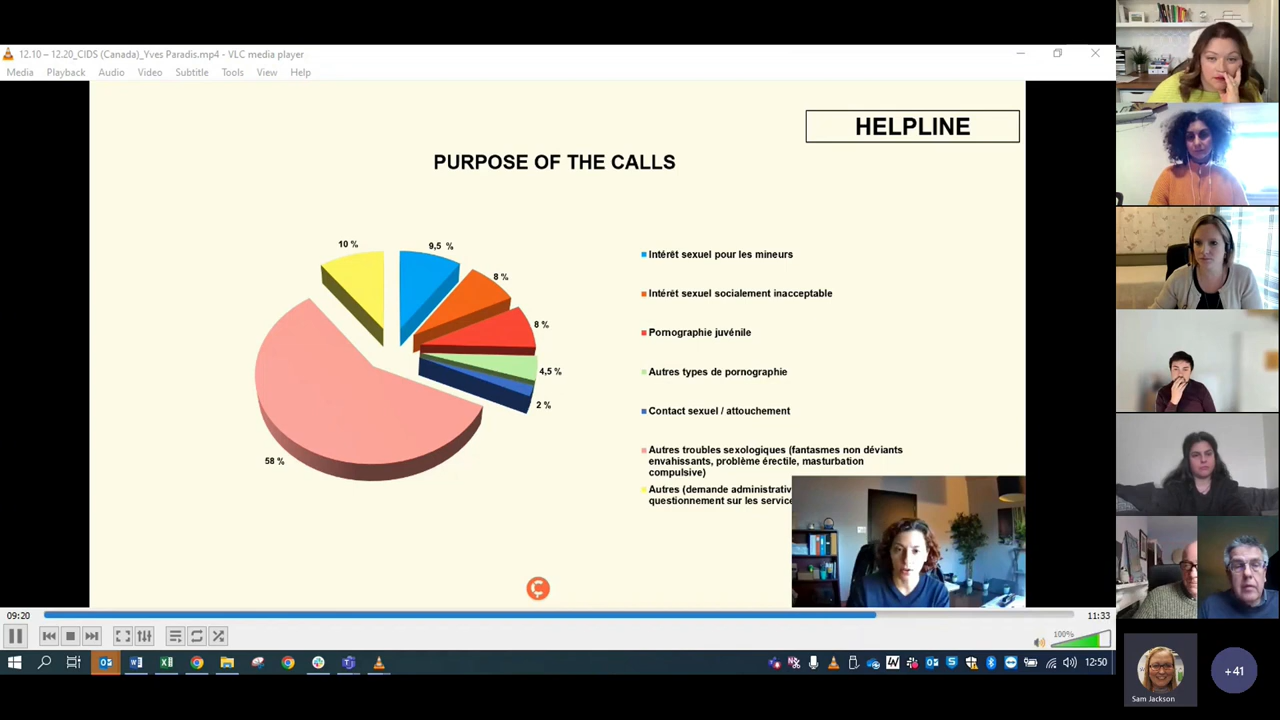 12.10 – 12.20_CIDS (Canada)_Yves Paradis.mp4 - VLC media player
Media Playback Audio Video Subtitle Tools View Help
HELPLINE
PURPOSE OF THE CALLS
10 %
9,5 %
8 %
8 %
4,5 %
2 %
58 %
Intérêt sexuel pour les mineurs
Intérêt sexuel socialement inacceptable
Pornographie juvénile
Autres types de pornographie
Contact sexuel / attouchement
Autres troubles sexologiques (fantasmes non déviants
envahissants, problème érectile, masturbation
compulsive)
Autres (demande administrativ
questionnement sur les service
09:20
11:33
100%
12:50
Sam Jackson
+41